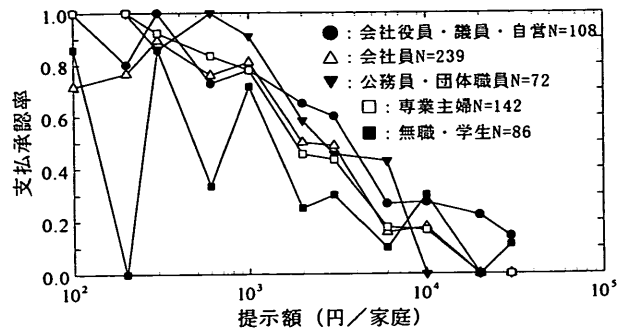 1.0
0.8
0.6
0.4
0.2
0.0
支払承認率
●：会社役員・議員・自営N=108
△：会社員N=239
▼：公務員・団体職員N=72
□：専業主婦N=142
■：無職・学生N=86
10² 10³ 10⁴ 10⁵
提示額（円／家庭）